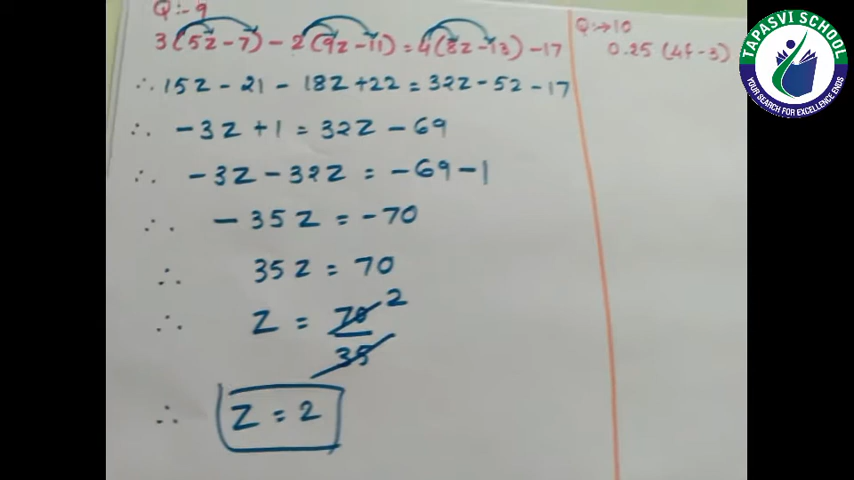 Q:-9
3(5z-7)-2(9z-11)=4(8z-13)-17
∴ 15z-21-18z+22=32z-52-17
∴ -3z+1=32z-69
∴ -3z-32z=-69-1
∴ -35z=-70
∴ 35z=70
∴ z=70/35 2
∴ z=2
Q:→10
0.25(4f-3)
TAPASVI SCHOOL
YOUR SEARCH FOR EXCELLENCE ENDS